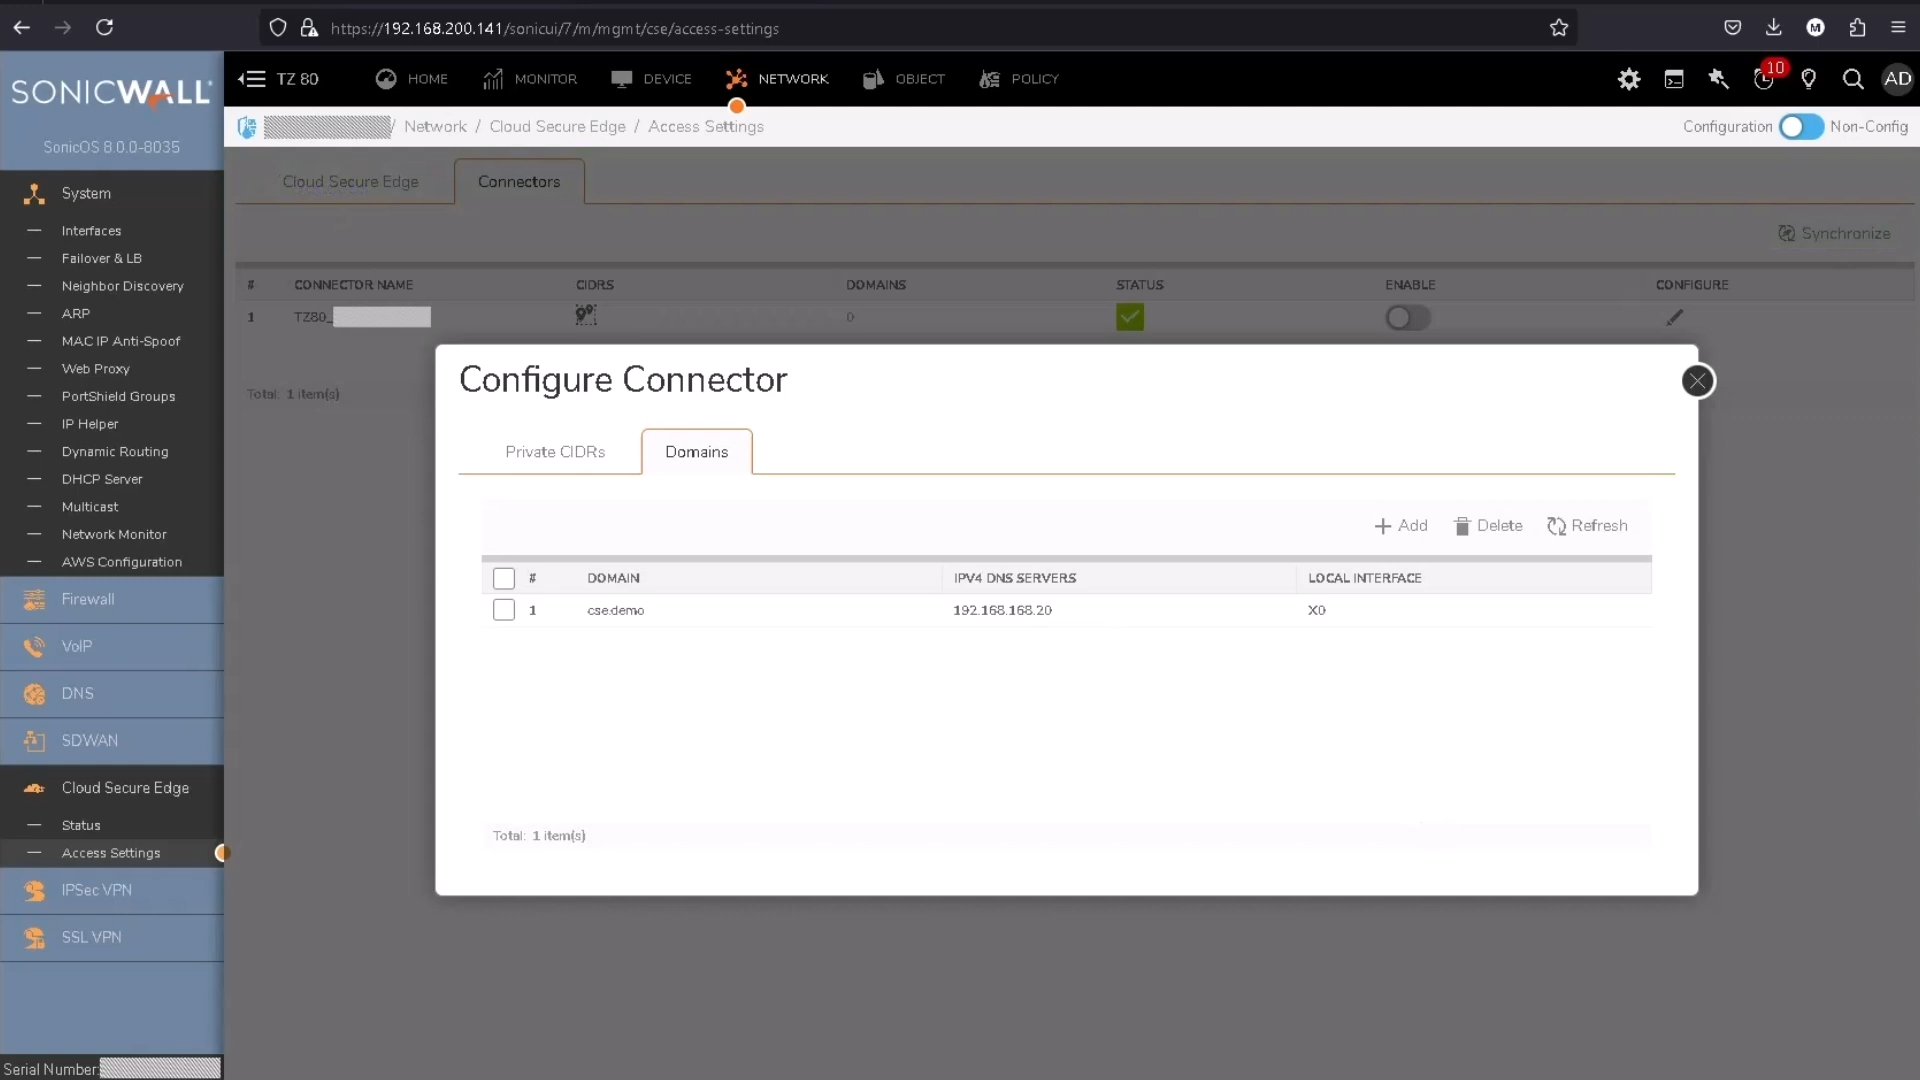 https://192.168.200.141/sonicui/7/m/mgmt/cse/access-settings
M
SONICWALL
SonicOS 8.0.0-8035
TZ 80
HOME
MONITOR
DEVICE
NETWORK
OBJECT
POLICY
10
AD
/ Network / Cloud Secure Edge / Access Settings
Configuration
Non-Config
System
Interfaces
Failover & LB
Neighbor Discovery
ARP
MAC IP Anti-Spoof
Web Proxy
PortShield Groups
IP Helper
Dynamic Routing
DHCP Server
Multicast
Network Monitor
AWS Configuration
Firewall
VoIP
DNS
SDWAN
Cloud Secure Edge
Status
Access Settings
IPSec VPN
SSL VPN
Serial Number:
Cloud Secure Edge
Connectors
Synchronize
# CONNECTOR NAME CIDRS DOMAINS STATUS ENABLE CONFIGURE
1 TZ80_ 0
Total: 1 item(s)
Configure Connector
Private CIDRs
Domains
Add
Delete
Refresh
# DOMAIN IPV4 DNS SERVERS LOCAL INTERFACE
1 cse.demo 192.168.168.20 X0
Total: 1 item(s)